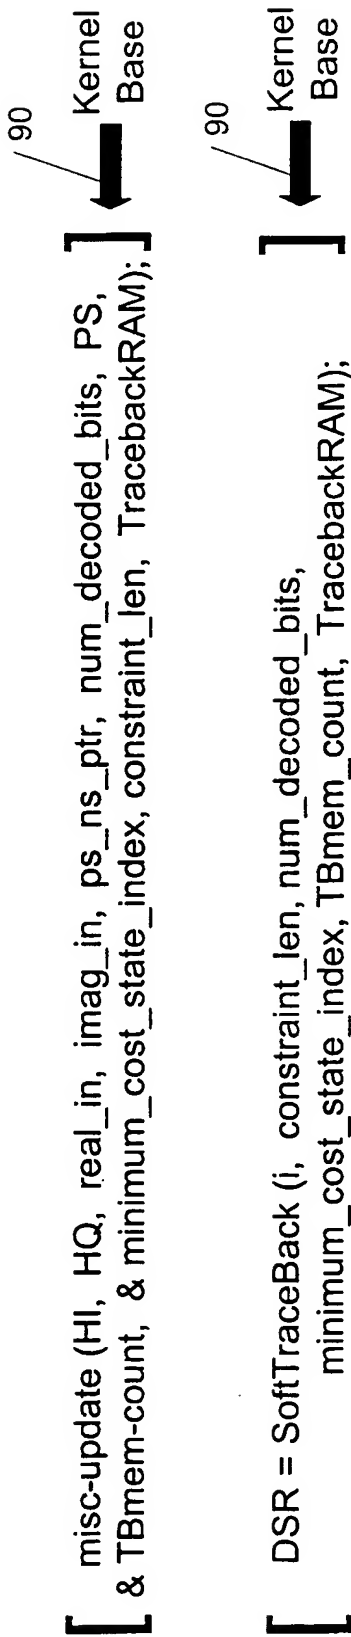 misc-update (HI, HQ, real_in, imag_in, ps_ns_ptr, num_decoded_bits, PS,
& TBmem-count, & minimum_cost_state_index, constraint_len, TracebackRAM);
90
Kernel
Base
DSR = SoftTraceBack (i, constraint_len, num_decoded_bits,
minimum_cost_state_index, TBmem_count, TracebackRAM);
90
Kernel
Base